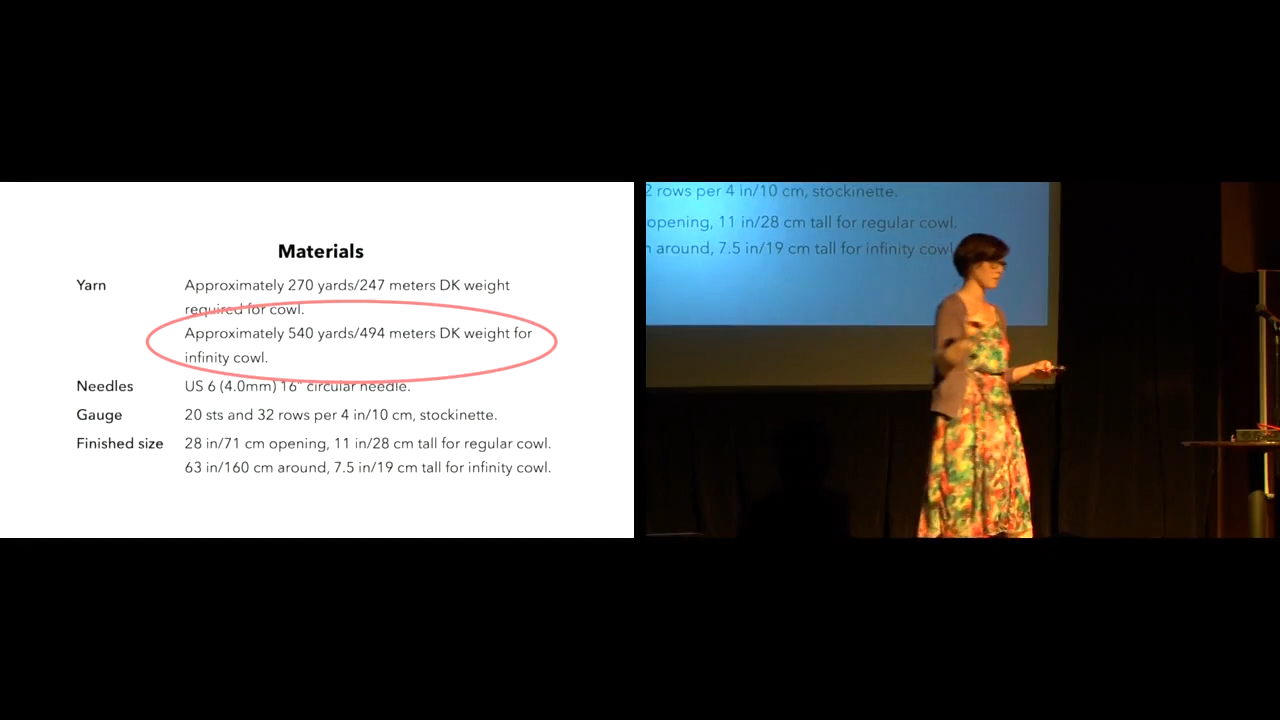 Materials
Yarn Approximately 270 yards/247 meters DK weight
required for cowl.
Approximately 540 yards/494 meters DK weight for
infinity cowl.
Needles US 6 (4.0mm) 16" circular needle.
Gauge 20 sts and 32 rows per 4 in/10 cm, stockinette.
Finished size 28 in/71 cm opening, 11 in/28 cm tall for regular cowl.
63 in/160 cm around, 7.5 in/19 cm tall for infinity cowl.
2 rows per 4 in/10 cm, stockinette.
opening, 11 in/28 cm tall for regular cowl.
around, 7.5 in/19 cm tall for infinity cowl